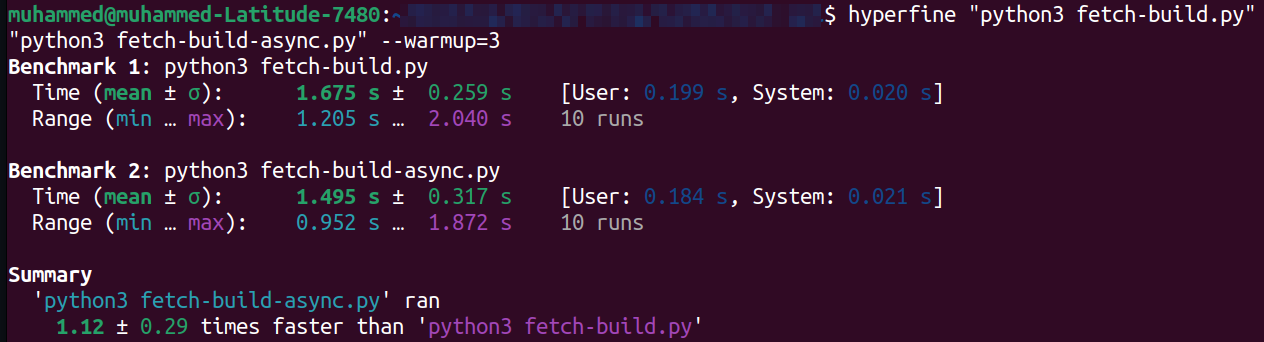 muhammed@muhammed-Latitude-7480:~ $ hyperfine "python3 fetch-build.py"
"python3 fetch-build-async.py" --warmup=3
Benchmark 1: python3 fetch-build.py
Time (mean ± σ): 1.675 s ± 0.259 s [User: 0.199 s, System: 0.020 s]
Range (min … max): 1.205 s … 2.040 s 10 runs
Benchmark 2: python3 fetch-build-async.py
Time (mean ± σ): 1.495 s ± 0.317 s [User: 0.184 s, System: 0.021 s]
Range (min … max): 0.952 s … 1.872 s 10 runs
Summary
'python3 fetch-build-async.py' ran
1.12 ± 0.29 times faster than 'python3 fetch-build.py'